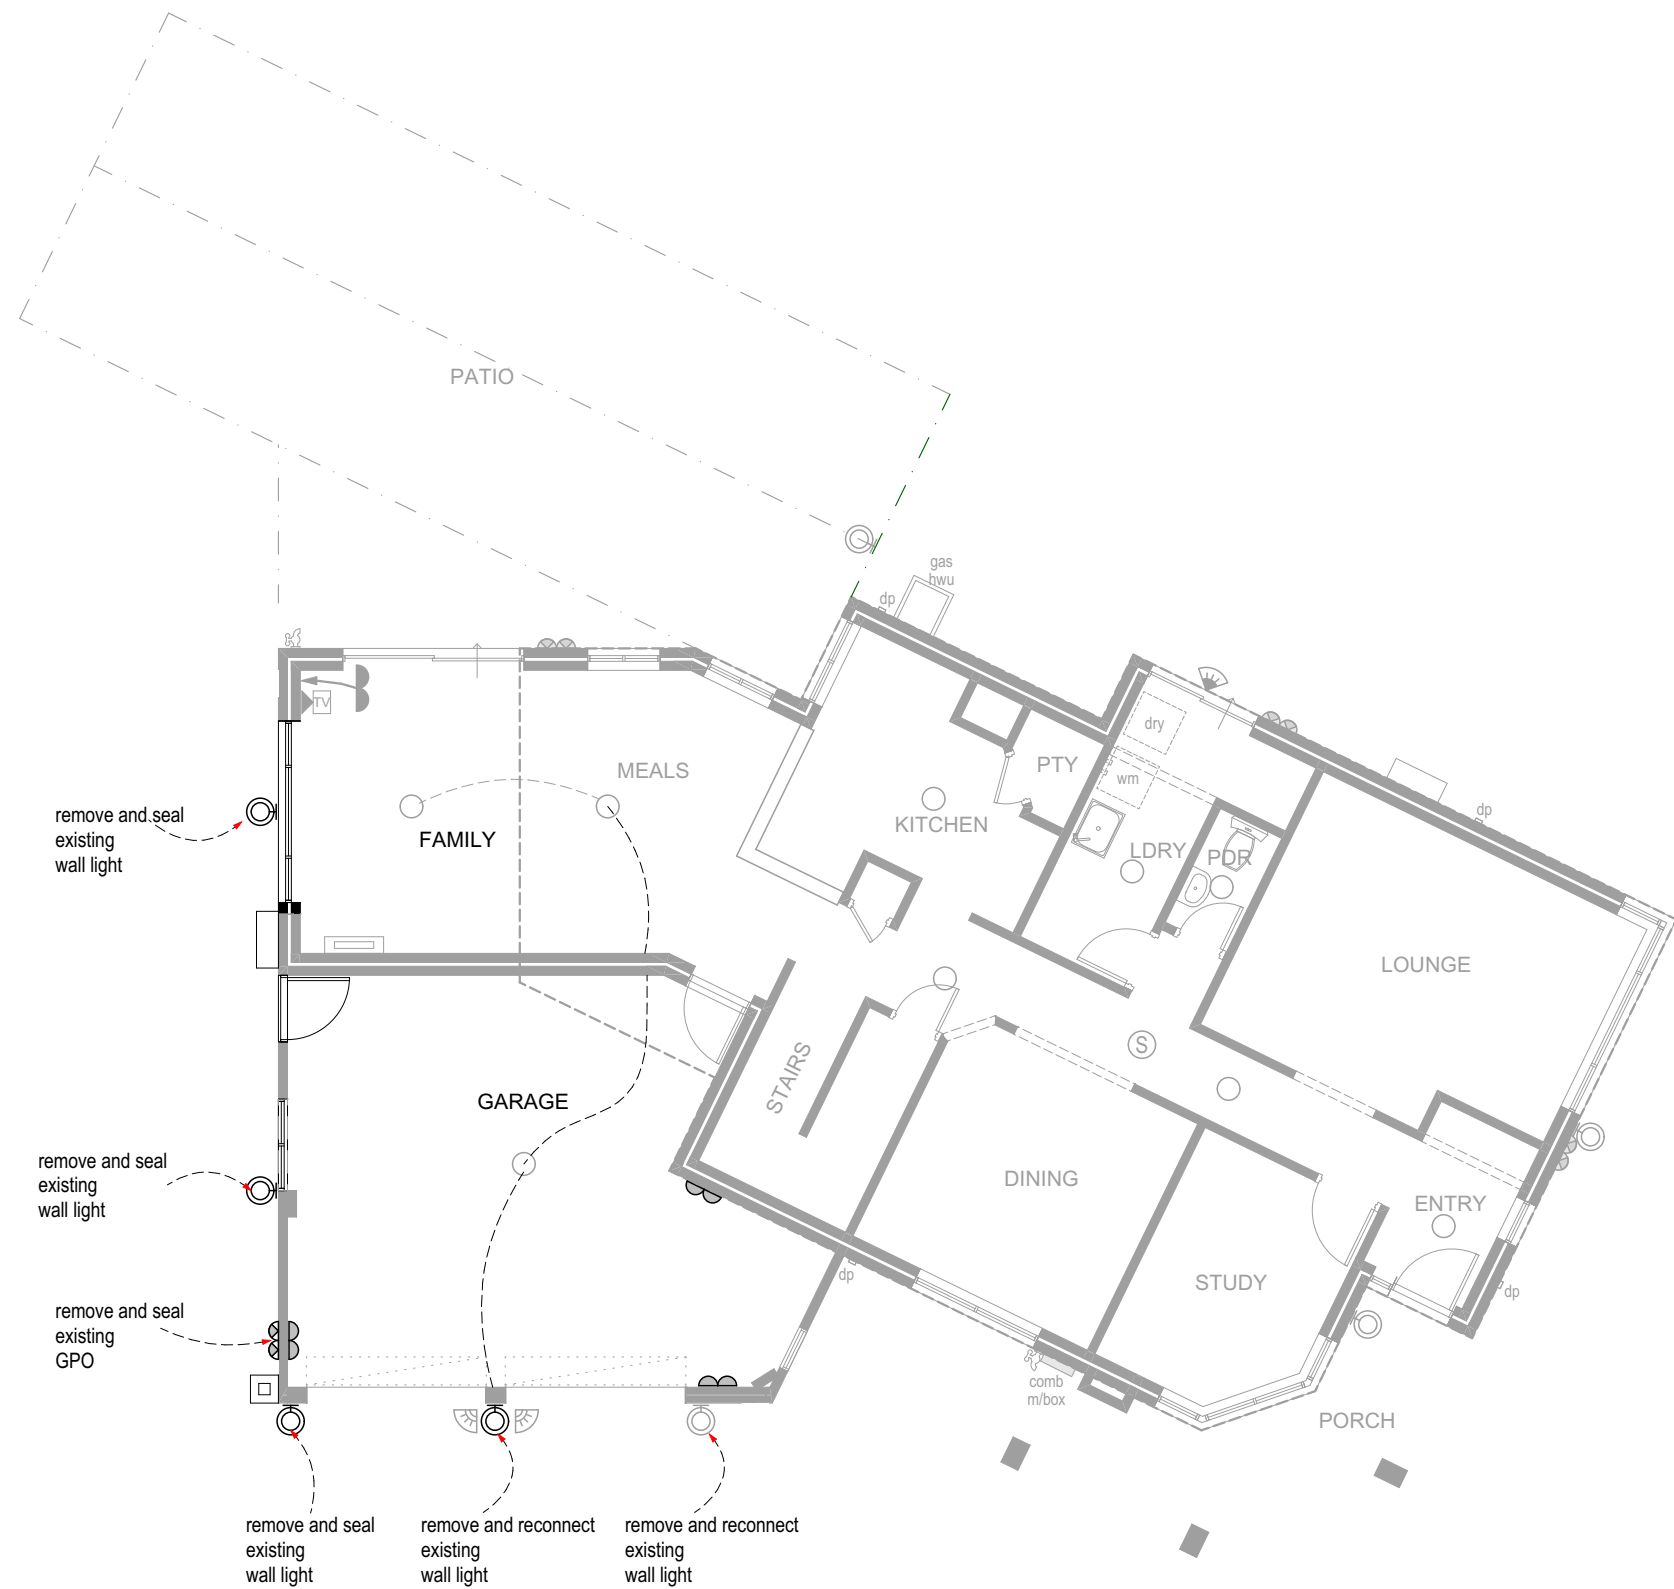 PATIO
gas
hwu
dp
TV
MEALS
FAMILY
KITCHEN
PTY
dry
wm
LDRY
PDR
dp
LOUNGE
remove and seal
existing
wall light
GARAGE
STAIRS
S
DINING
STUDY
ENTRY
dp
dp
comb
m/box
PORCH
remove and seal
existing
wall light
remove and seal
existing
GPO
remove and seal
existing
wall light
remove and reconnect
existing
wall light
remove and reconnect
existing
wall light